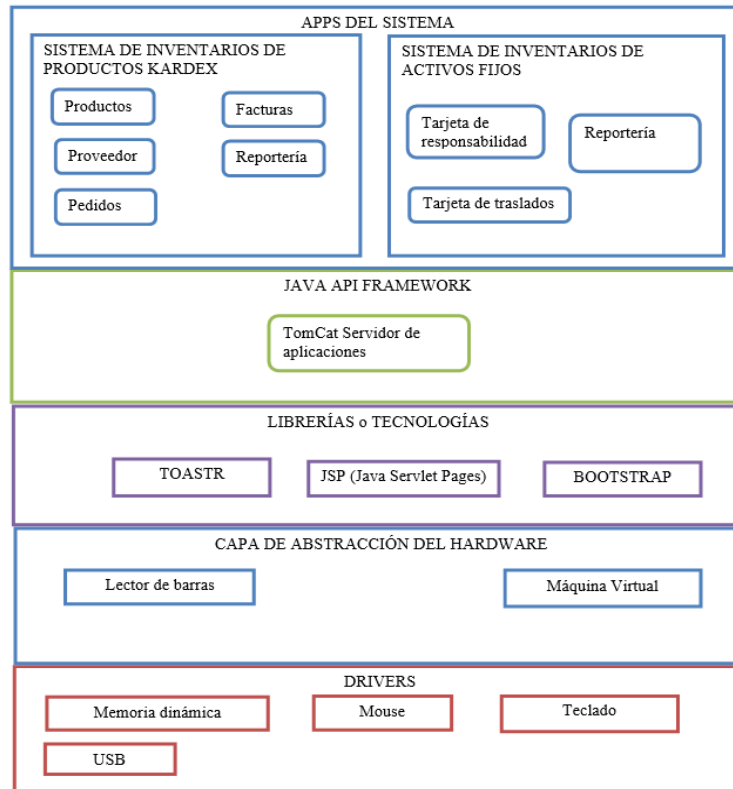 APPS DEL SISTEMA
SISTEMA DE INVENTARIOS DE
PRODUCTOS KARDEX
Productos
Facturas
Proveedor
Reportería
Pedidos
SISTEMA DE INVENTARIOS DE
ACTIVOS FIJOS
Tarjeta de
responsabilidad
Reportería
Tarjeta de traslados
JAVA API FRAMEWORK
TomCat Servidor de
aplicaciones
LIBRERÍAS o TECNOLOGÍAS
TOASTR
JSP (Java Servlet Pages)
BOOTSTRAP
CAPA DE ABSTRACCIÓN DEL HARDWARE
Lector de barras
Máquina Virtual
DRIVERS
Memoria dinámica
Mouse
Teclado
USB